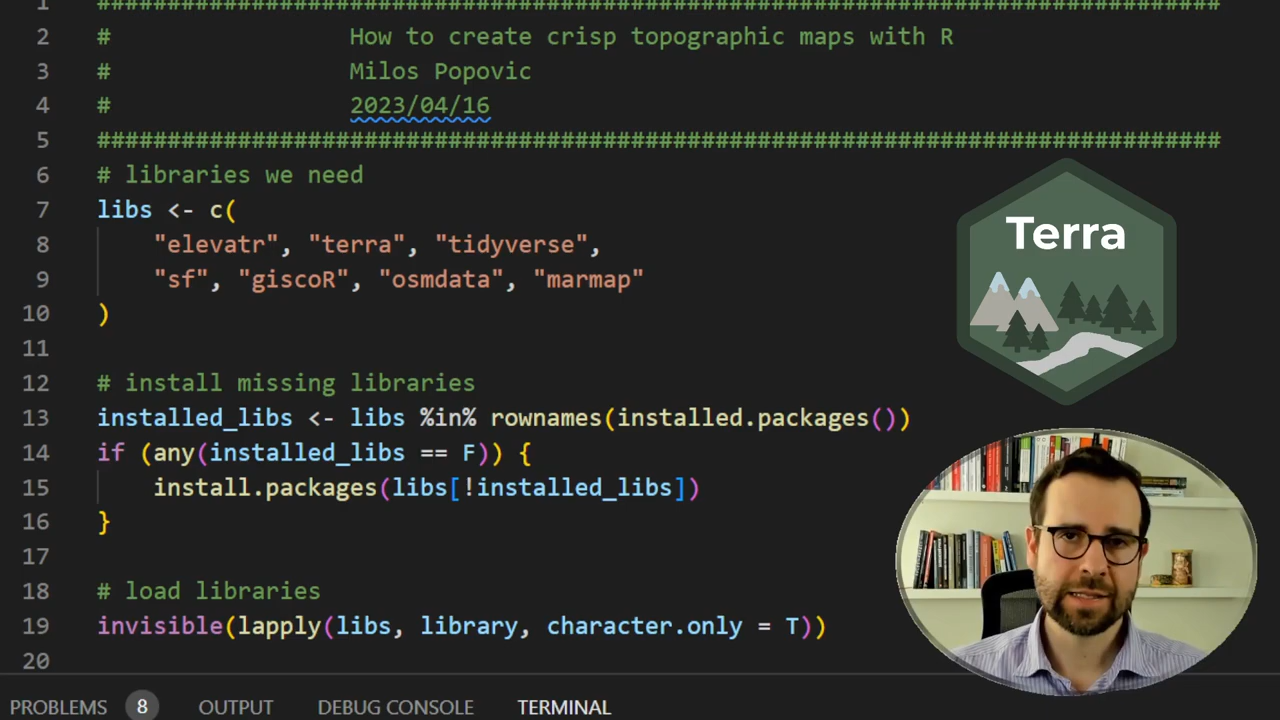 1 ################################################################################
2 # How to create crisp topographic maps with R
3 # Milos Popovic
4 # 2023/04/16
5 ################################################################################
6 # libraries we need
7 libs <- c(
8 "elevatr", "terra", "tidyverse",
9 "sf", "giscoR", "osmdata", "marmap"
10 )
11
12 # install missing libraries
13 installed_libs <- libs %in% rownames(installed.packages())
14 if (any(installed_libs == F)) {
15 install.packages(libs[!installed_libs])
16 }
17
18 # load libraries
19 invisible(lapply(libs, library, character.only = T))
20
Terra
PROBLEMS 8 OUTPUT DEBUG CONSOLE TERMINAL